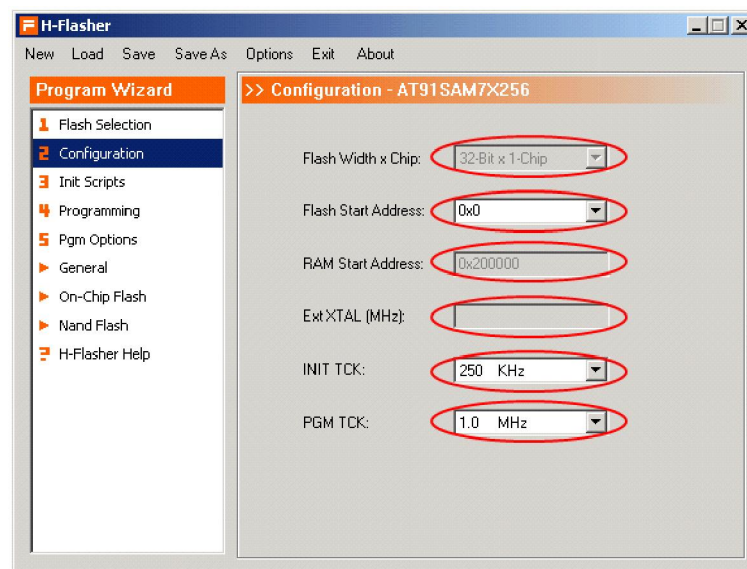 F H-Flasher
New Load Save Save As Options Exit About
Program Wizard
1 Flash Selection
2 Configuration
3 Init Scripts
4 Programming
5 Pgm Options
General
On-Chip Flash
Nand Flash
? H-Flasher Help
>> Configuration - AT91SAM7X256
Flash Width x Chip: 32-Bit x 1-Chip
Flash Start Address: 0x0
RAM Start Address: 0x200000
Ext XTAL (MHz):
INIT TCK: 250 KHz
PGM TCK: 1.0 MHz